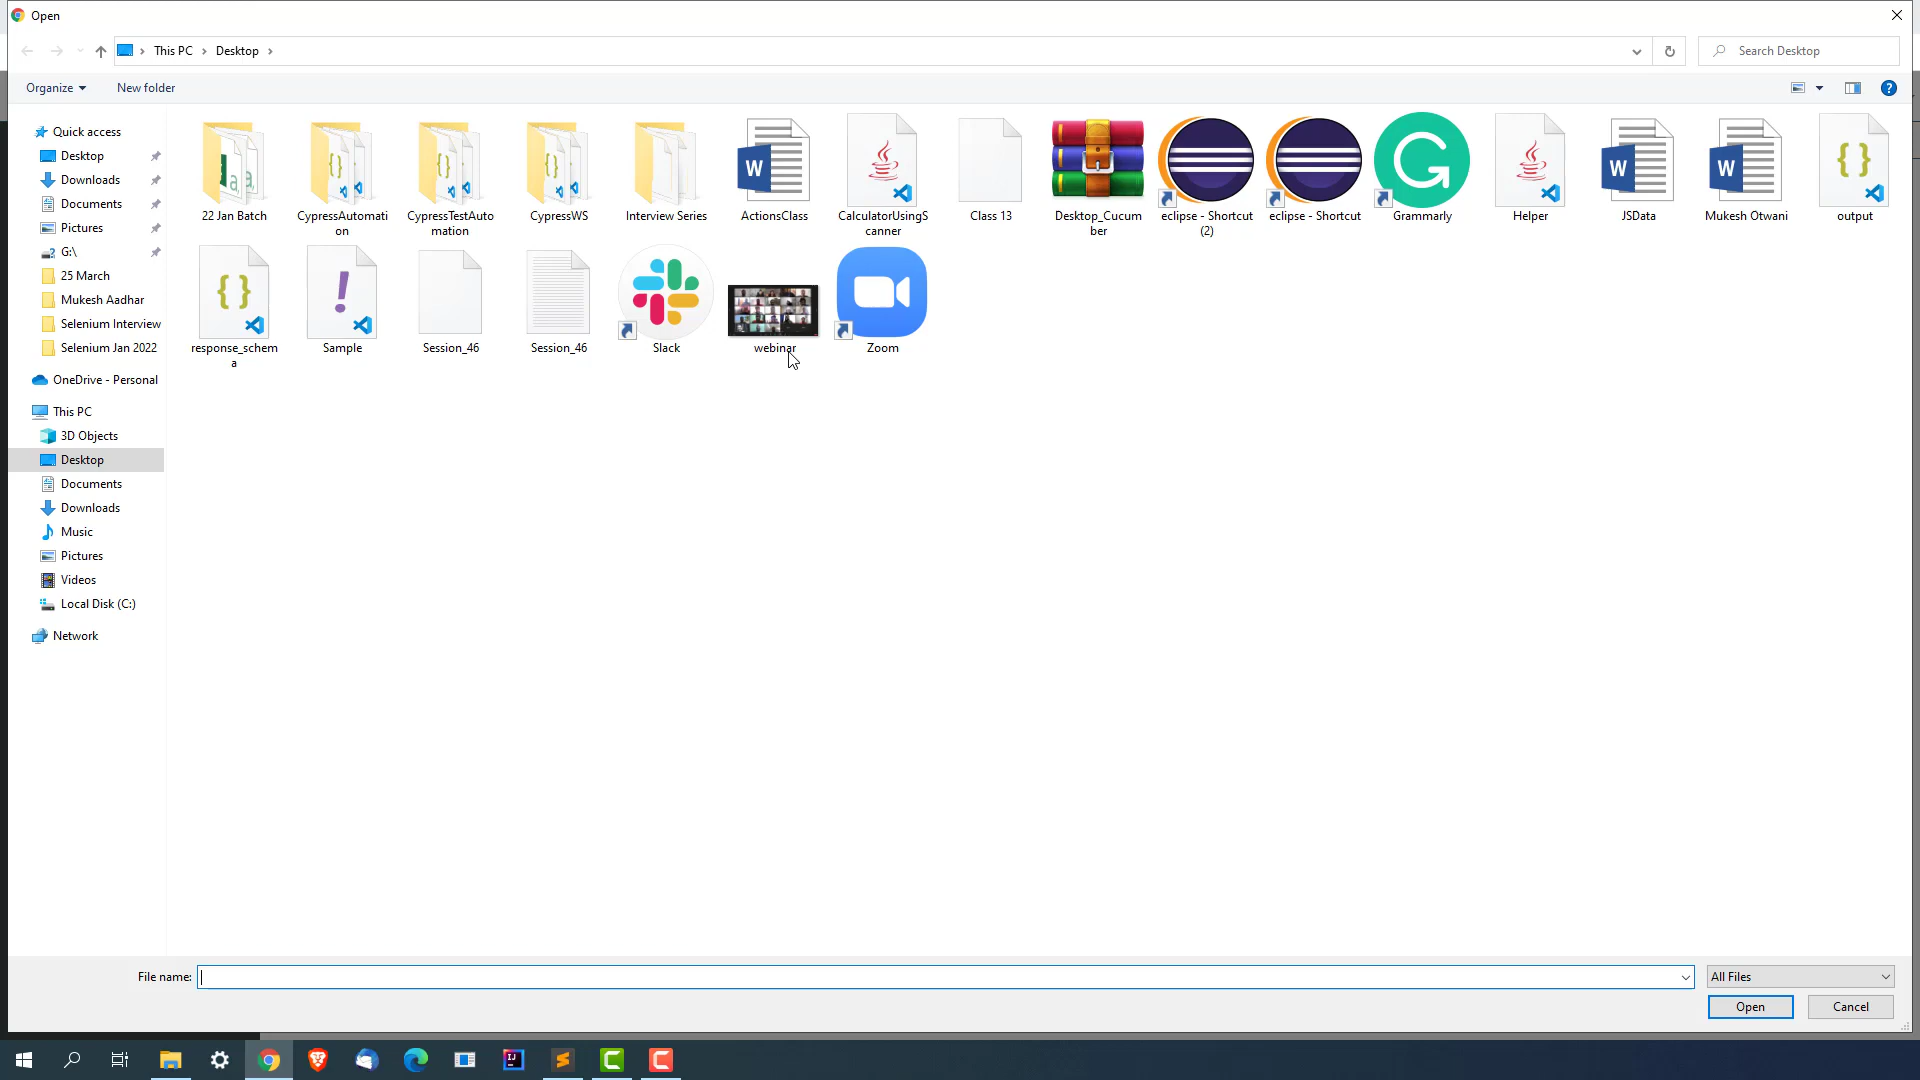 Open
This PC
Desktop
Search Desktop
Organize
New folder
Quick access
Desktop
Downloads
Documents
Pictures
G:\
25 March
Mukesh Aadhar
Selenium Interview
Selenium Jan 2022
OneDrive - Personal
This PC
3D Objects
Desktop
Documents
Downloads
Music
Pictures
Videos
Local Disk (C:)
Network
22 Jan Batch
CypressAutomati
on
CypressTestAuto
mation
CypressWS
Interview Series
ActionsClass
CalculatorUsingS
canner
Class 13
Desktop_Cucum
ber
eclipse - Shortcut
(2)
eclipse - Shortcut
Grammarly
Helper
JSData
Mukesh Otwani
output
response_schem
a
Sample
Session_46
Session_46
Slack
webinar
Zoom
File name:
All Files
Open
Cancel